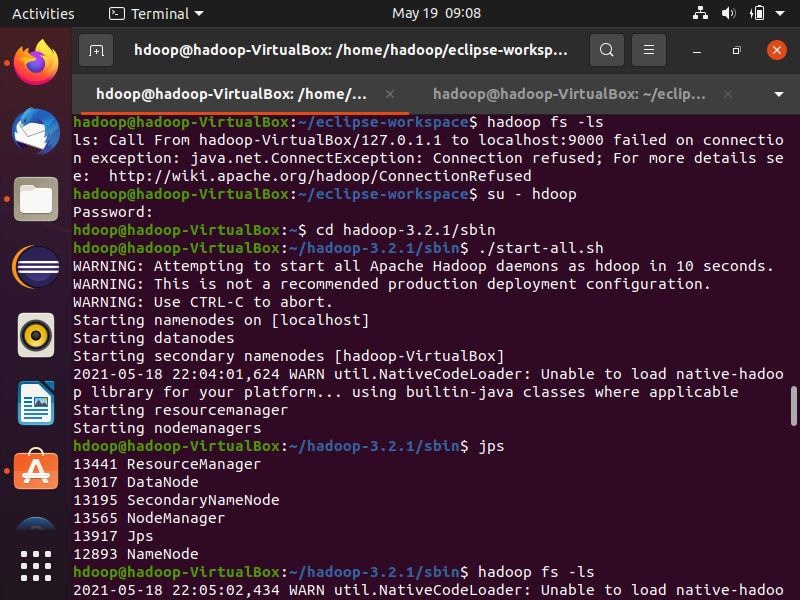 Activities
Terminal
May 19 09:08
hdoop@hadoop-VirtualBox: /home/hadoop/eclipse-worksp...
hdoop@hadoop-VirtualBox: /home/...
hadoop@hadoop-VirtualBox: ~/eclip...
hadoop@hadoop-VirtualBox:~/eclipse-workspace$ hadoop fs -ls
ls: Call From hadoop-VirtualBox/127.0.1.1 to localhost:9000 failed on connectio
n exception: java.net.ConnectException: Connection refused; For more details se
e:  http://wiki.apache.org/hadoop/ConnectionRefused
hadoop@hadoop-VirtualBox:~/eclipse-workspace$ su - hdoop
Password:
hdoop@hadoop-VirtualBox:~$ cd hadoop-3.2.1/sbin
hdoop@hadoop-VirtualBox:~/hadoop-3.2.1/sbin$ ./start-all.sh
WARNING: Attempting to start all Apache Hadoop daemons as hdoop in 10 seconds.
WARNING: This is not a recommended production deployment configuration.
WARNING: Use CTRL-C to abort.
Starting namenodes on [localhost]
Starting datanodes
Starting secondary namenodes [hadoop-VirtualBox]
2021-05-18 22:04:01,624 WARN util.NativeCodeLoader: Unable to load native-hadoo
p library for your platform... using builtin-java classes where applicable
Starting resourcemanager
Starting nodemanagers
hdoop@hadoop-VirtualBox:~/hadoop-3.2.1/sbin$ jps
13441 ResourceManager
13017 DataNode
13195 SecondaryNameNode
13565 NodeManager
13917 Jps
12893 NameNode
hdoop@hadoop-VirtualBox:~/hadoop-3.2.1/sbin$ hadoop fs -ls
2021-05-18 22:05:02,434 WARN util.NativeCodeLoader: Unable to load native-hadoo